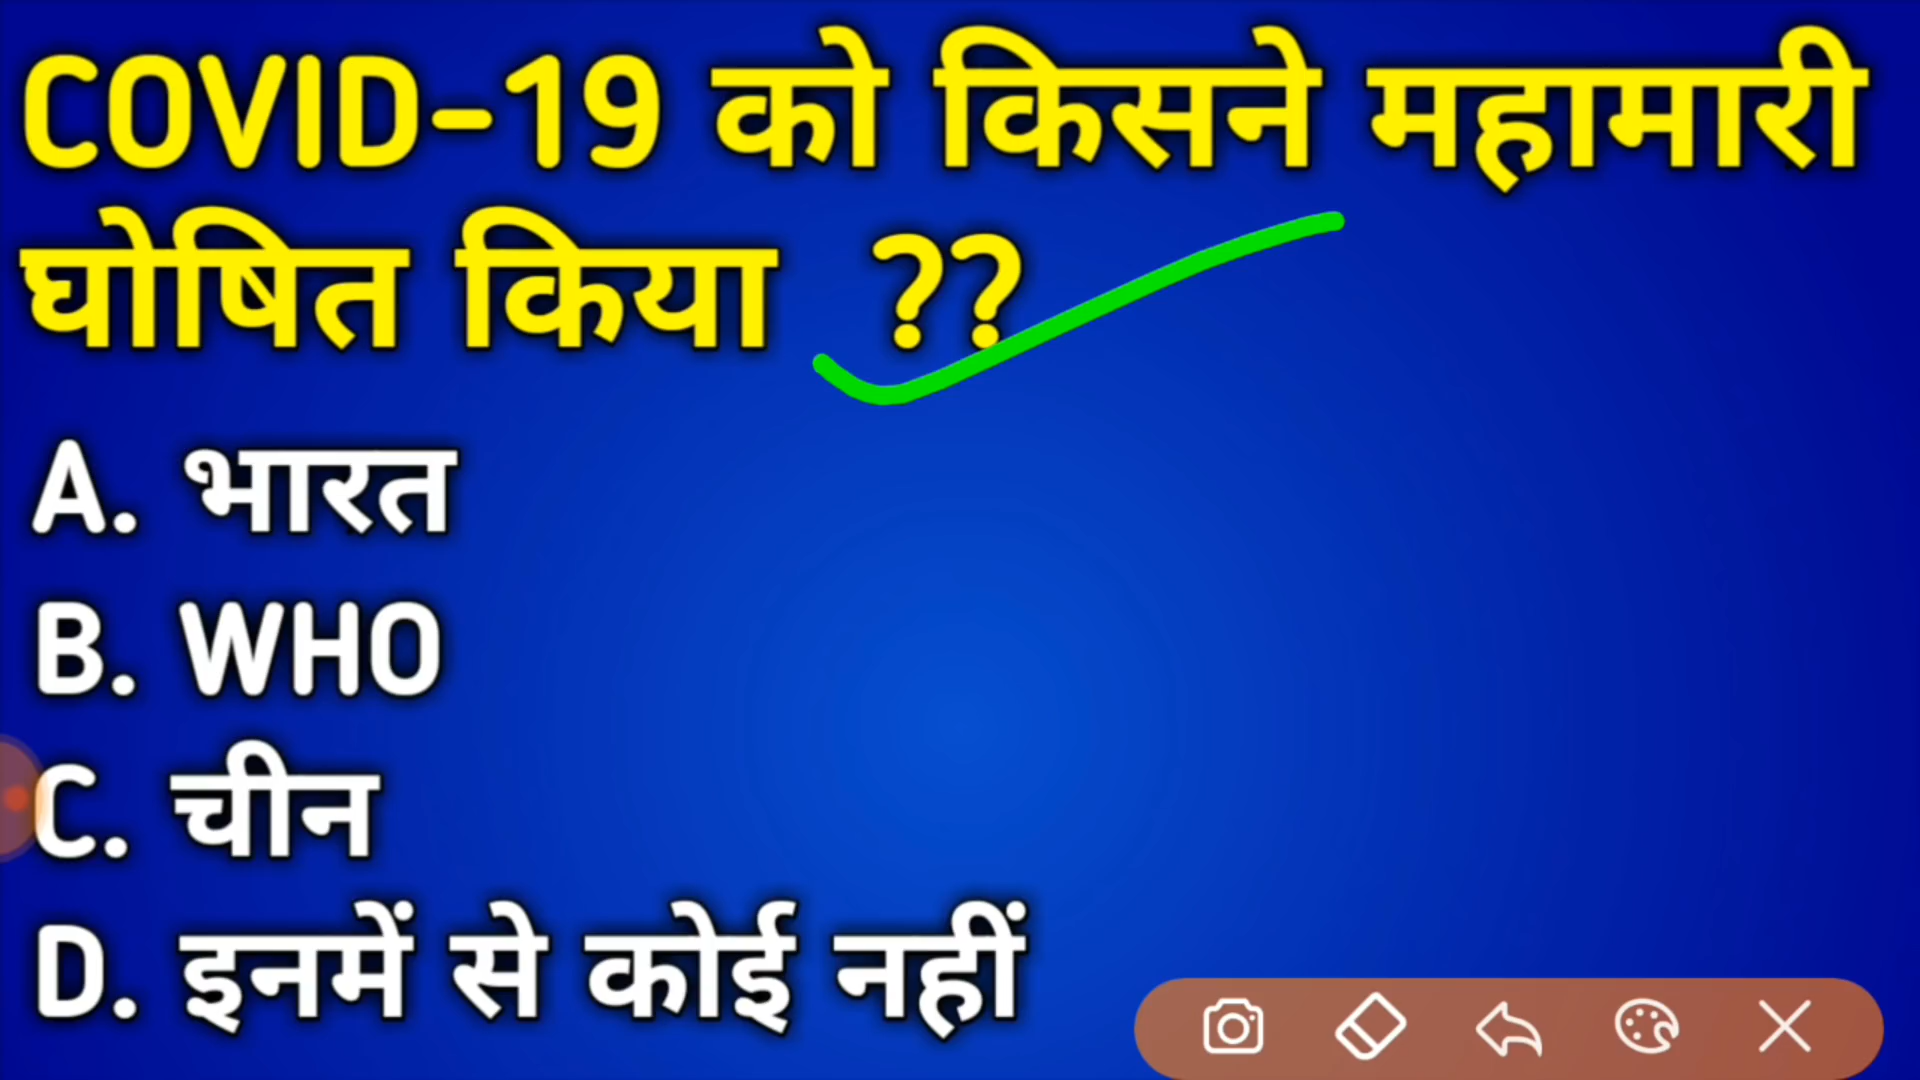 COVID-19 को किसने महामारी
घोषित किया ??
A. भारत
B. WHO
C. चीन
D. इनमें से कोई नहीं